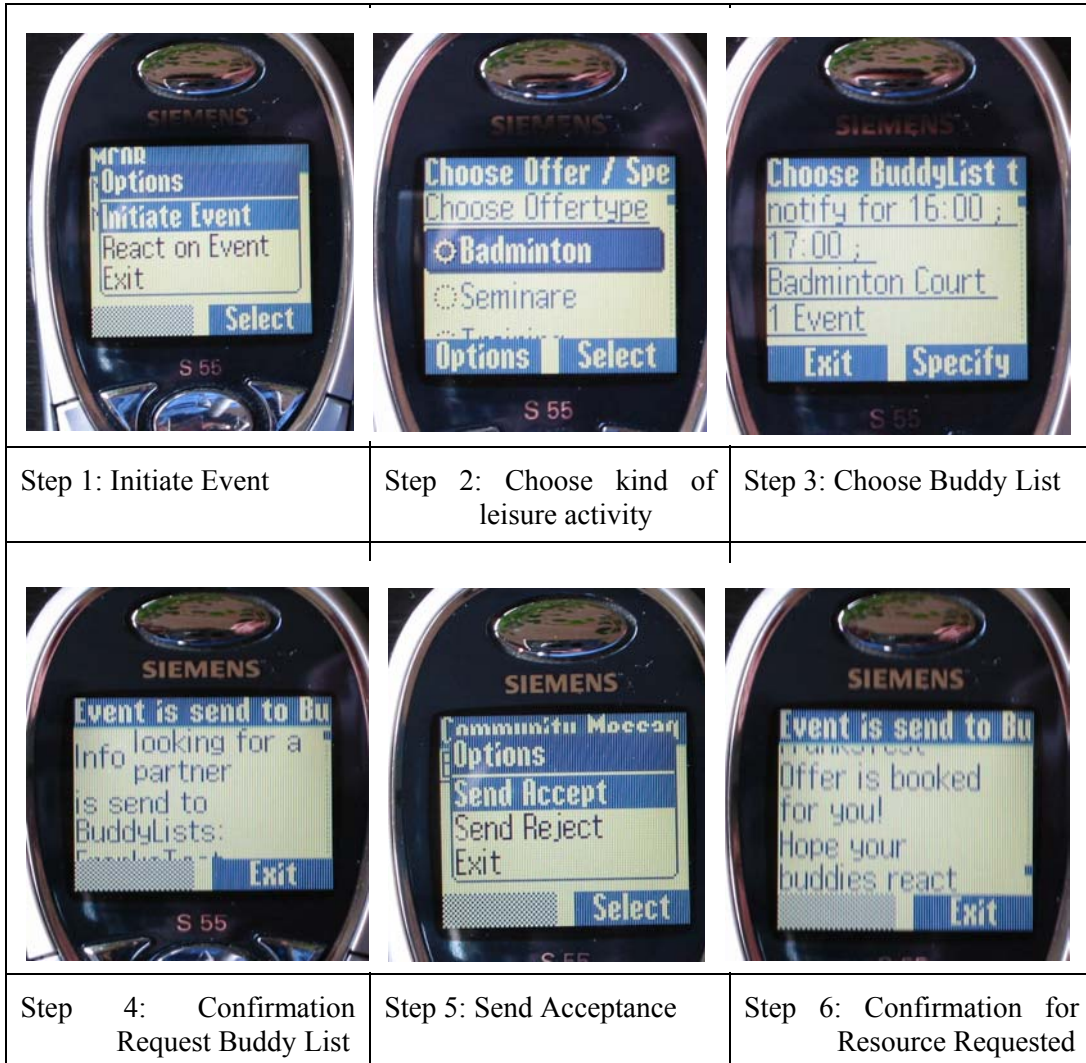 SIEMENS
Options
Initiate Event
React on Event
Exit
Select
S 55
SIEMENS
Choose Offer / Spe
Choose Offertype
Badminton
Seminare
Training
Options Select
S 55
SIEMENS
Choose BuddyList t
notify for 16:00 ;
17:00 ;
Badminton Court
1 Event
Exit Specify
S 55
Step 1: Initiate Event
Step 2: Choose kind of
leisure activity
Step 3: Choose Buddy List
SIEMENS
Event is send to Bu
Info looking for a
partner
is send to
BuddyLists:
Exit
S 55
SIEMENS
Community Messag
Options
Send Accept
Send Reject
Exit
Select
S 55
SIEMENS
Event is send to Bu
Offer is booked
for you!
Hope your
buddies react
Exit
Step 4: Confirmation
Request Buddy List
Step 5: Send Acceptance
Step 6: Confirmation for
Resource Requested